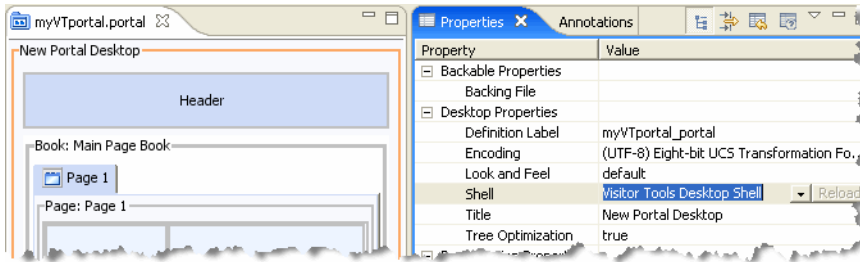 myVTportal.portal
New Portal Desktop
Header
Book: Main Page Book
Page 1
Page: Page 1
Properties Annotations
Property Value
Backable Properties
Backing File
Desktop Properties
Definition Label myVTportal_portal
Encoding (UTF-8) Eight-bit UCS Transformation Fo..
Look and Feel default
Shell Visitor Tools Desktop Shell Reload
Title New Portal Desktop
Tree Optimization true